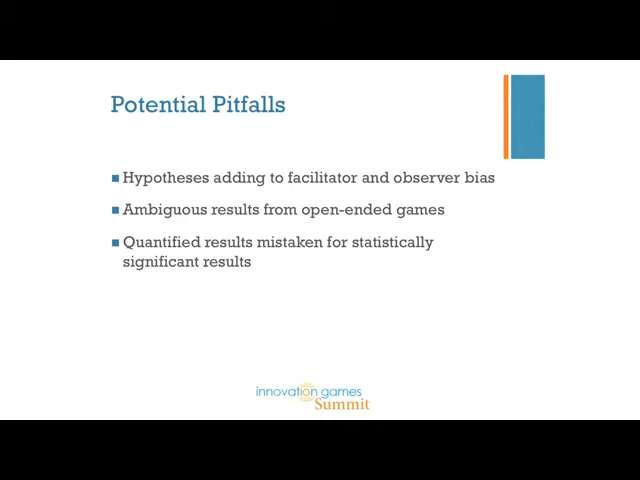 Potential Pitfalls
Hypotheses adding to facilitator and observer bias
Ambiguous results from open-ended games
Quantified results mistaken for statistically
significant results
innovation games
Summit